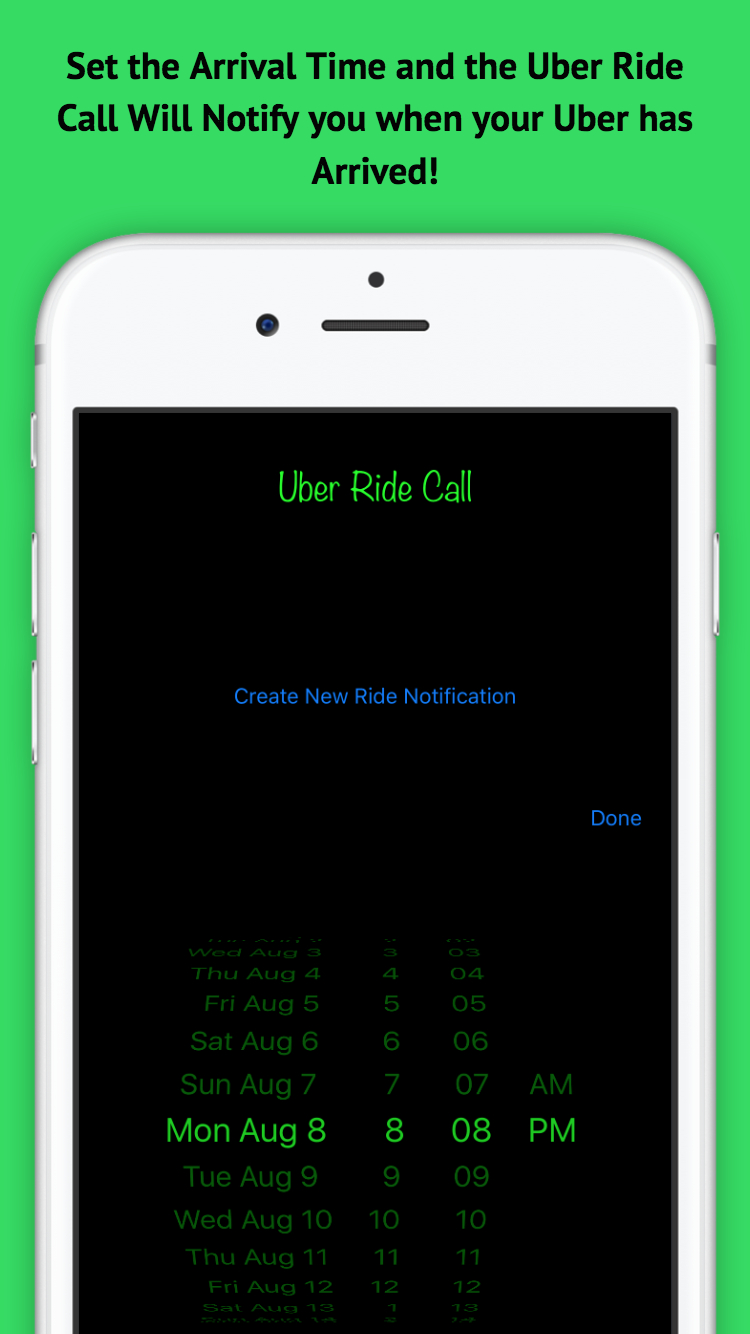 Set the Arrival Time and the Uber Ride
Call Will Notify you when your Uber has
Arrived!
Uber Ride Call
Create New Ride Notification
Done
Wed Aug 3 3 03
Thu Aug 4 4 04
Fri Aug 5 5 05
Sat Aug 6 6 06
Sun Aug 7 7 07 AM
Mon Aug 8 8 08 PM
Tue Aug 9 9 09
Wed Aug 10 10 10
Thu Aug 11 11 11
Fri Aug 12 12 12
Sat Aug 13 1 13